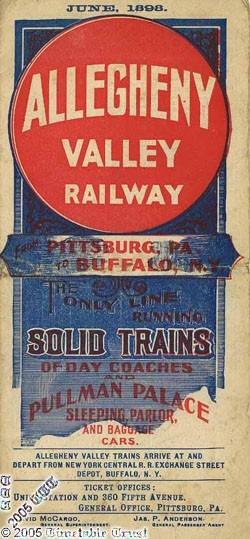 JUNE, 1898.
ALLEGHENY
VALLEY
RAILWAY
FROM PITTSBURG, PA.
TO BUFFALO, N.Y.
THE
ONLY LINE
RUNNING
SOLID TRAINS
OF DAY COACHES
AND
PULLMAN PALACE
SLEEPING, PARLOR,
AND BAGGAGE
CARS.
ALLEGHENY VALLEY TRAINS ARRIVE AT AND
DEPART FROM NEW YORK CENTRAL R. R. EXCHANGE STREET
DEPOT, BUFFALO, N. Y.
TICKET OFFICES:
UNION STATION AND 360 FIFTH AVENUE.
GENERAL OFFICE, PITTSBURG, PA.
DAVID McCARGO, JAS. P. ANDERSON.
GENERAL SUPERINTENDENT. GENERAL PASSENGER AGENT
© 2005 Timetable Trust